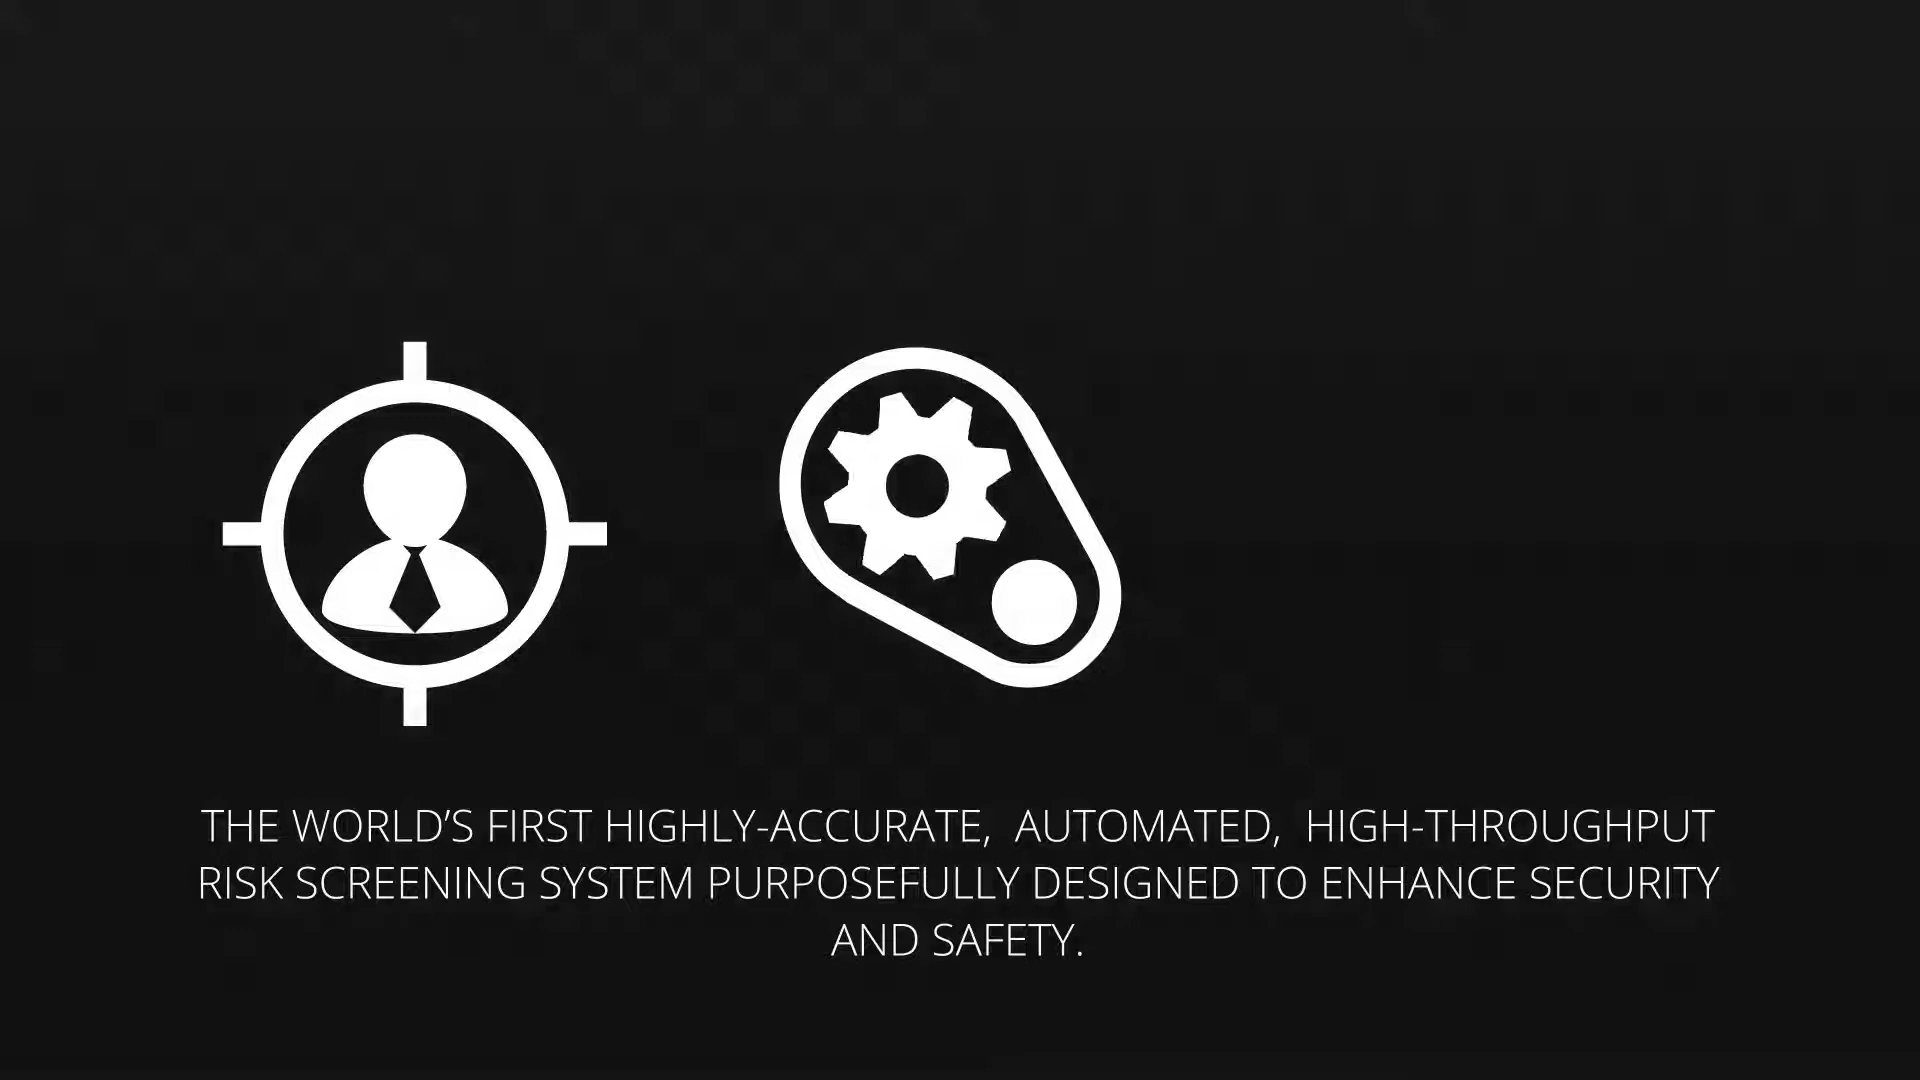 THE WORLD’S FIRST HIGHLY-ACCURATE,  AUTOMATED,  HIGH-THROUGHPUT
RISK SCREENING SYSTEM PURPOSEFULLY DESIGNED TO ENHANCE SECURITY
AND SAFETY.